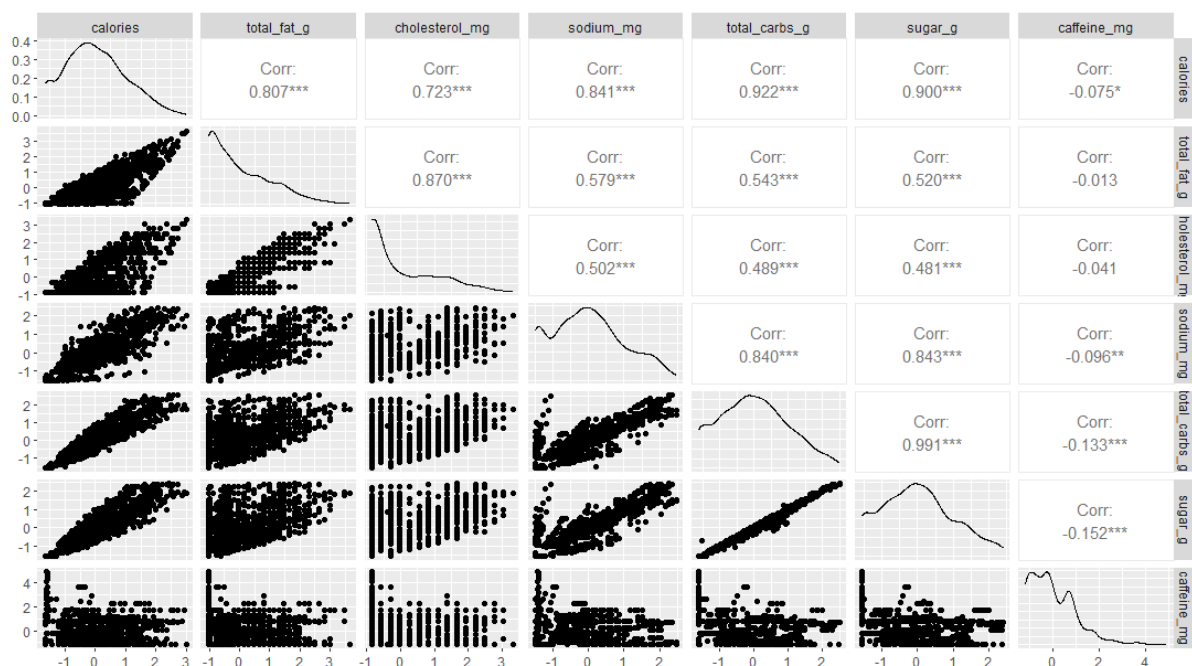 calories total_fat_g cholesterol_mg sodium_mg total_carbs_g sugar_g caffeine_mg
0.4
0.3
0.2
0.1
0.0
Corr: Corr: Corr: Corr: Corr: Corr:
0.807*** 0.723*** 0.841*** 0.922*** 0.900*** -0.075*
calories
3
2
1
0
-1
Corr: Corr: Corr: Corr: Corr:
0.870*** 0.579*** 0.543*** 0.520*** -0.013
total_fat_g
3
2
1
0
-1
Corr: Corr: Corr: Corr:
0.502*** 0.489*** 0.481*** -0.041
holesterol_m
2
1
0
-1
Corr: Corr: Corr:
0.840*** 0.843*** -0.096**
sodium_mg
2
1
0
-1
Corr: Corr:
0.991*** -0.133***
total_carbs_g
2
1
0
-1
Corr:
-0.152***
sugar_g
4
2
0
caffeine_mg
-1 0 1 2 3 -1 0 1 2 3 -1 0 1 2 3 -1 0 1 2 -1 0 1 2 -1 0 1 2 0 2 4